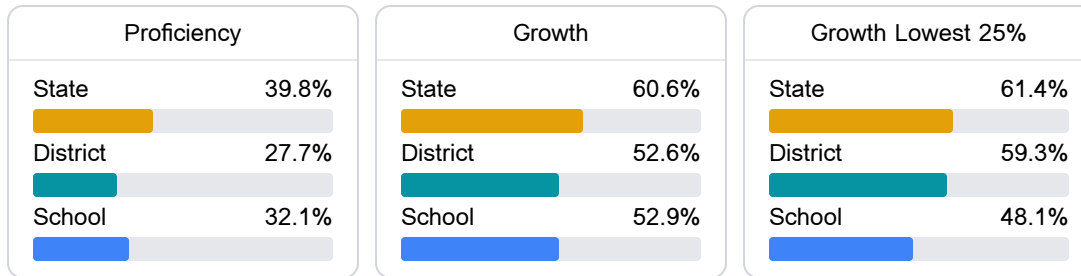 Proficiency
State 39.8%
District 27.7%
School 32.1%
Growth
State 60.6%
District 52.6%
School 52.9%
Growth Lowest 25%
State 61.4%
District 59.3%
School 48.1%